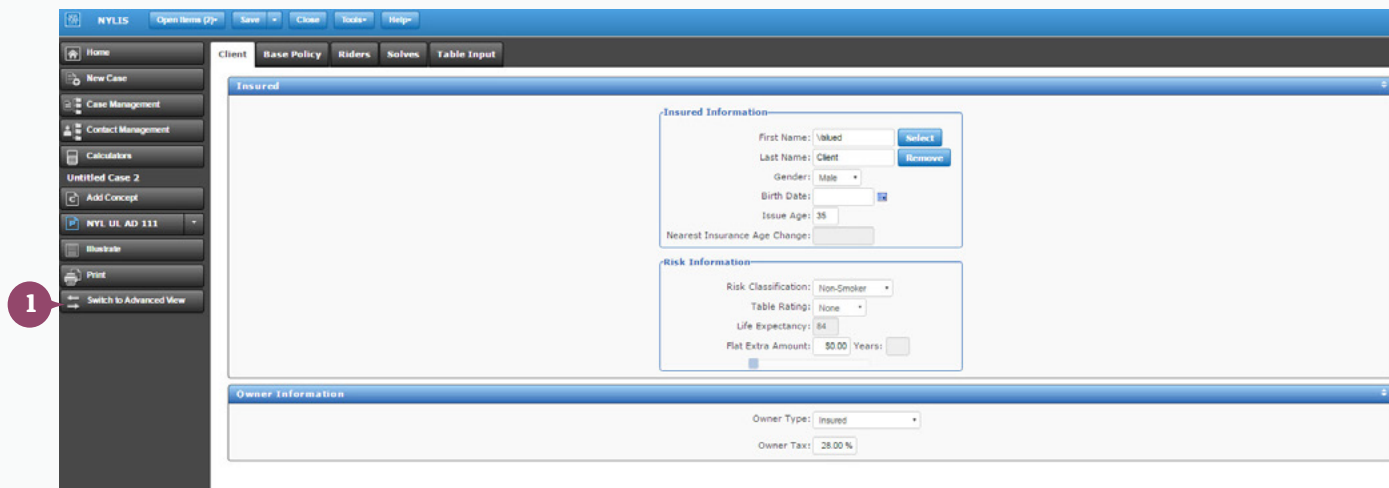 NYLIS Open Items (2) Save Close Tools Help
Home
New Case
Case Management
Contact Management
Calculators
Untitled Case 2
Add Concept
NYL UL AD 111
Illustrate
Print
1 Switch to Advanced View
Client Base Policy Riders Solves Table Input
Insured
Insured Information
First Name: Valued Select
Last Name: Client Remove
Gender: Male
Birth Date:
Issue Age: 35
Nearest Insurance Age Change:
Risk Information
Risk Classification: Non-Smoker
Table Rating: None
Life Expectancy: 84
Flat Extra Amount: $0.00 Years:
Owner Information
Owner Type: Insured
Owner Tax: 28.00 %